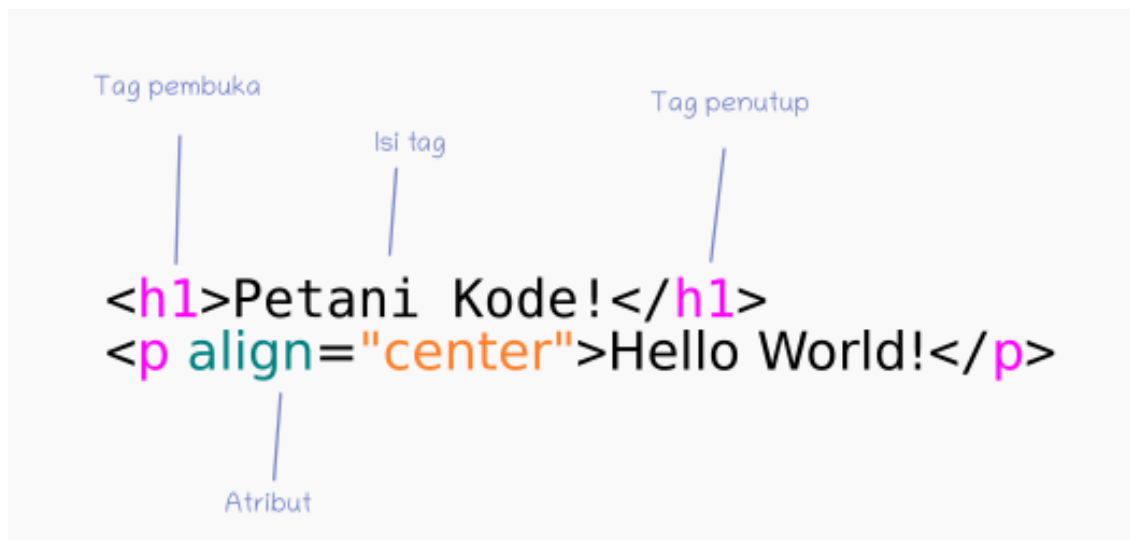 Tag pembuka
Isi tag
Tag penutup
<h1>Petani Kode!</h1>
<p align="center">Hello World!</p>
Atribut